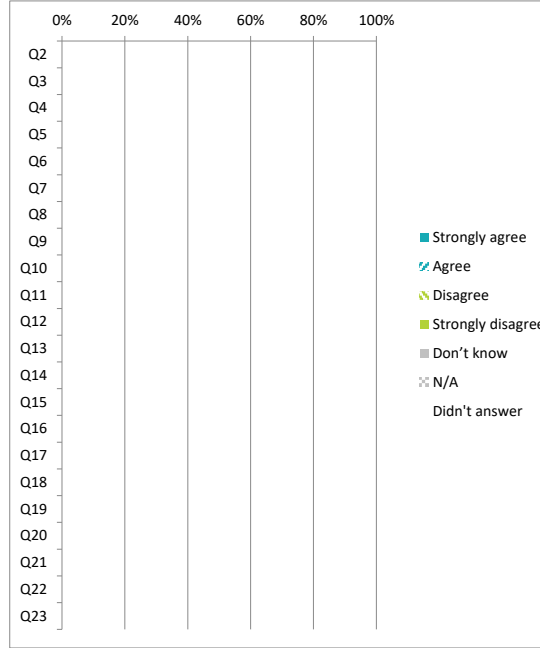 0% 20% 40% 60% 80% 100%
Q2
Q3
Q4
Q5
Q6
Q7
Q8
Q9
Q10
Q11
Q12
Q13
Q14
Q15
Q16
Q17
Q18
Q19
Q20
Q21
Q22
Q23
Strongly agree
Agree
Disagree
Strongly disagree
Don’t know
N/A
Didn't answer